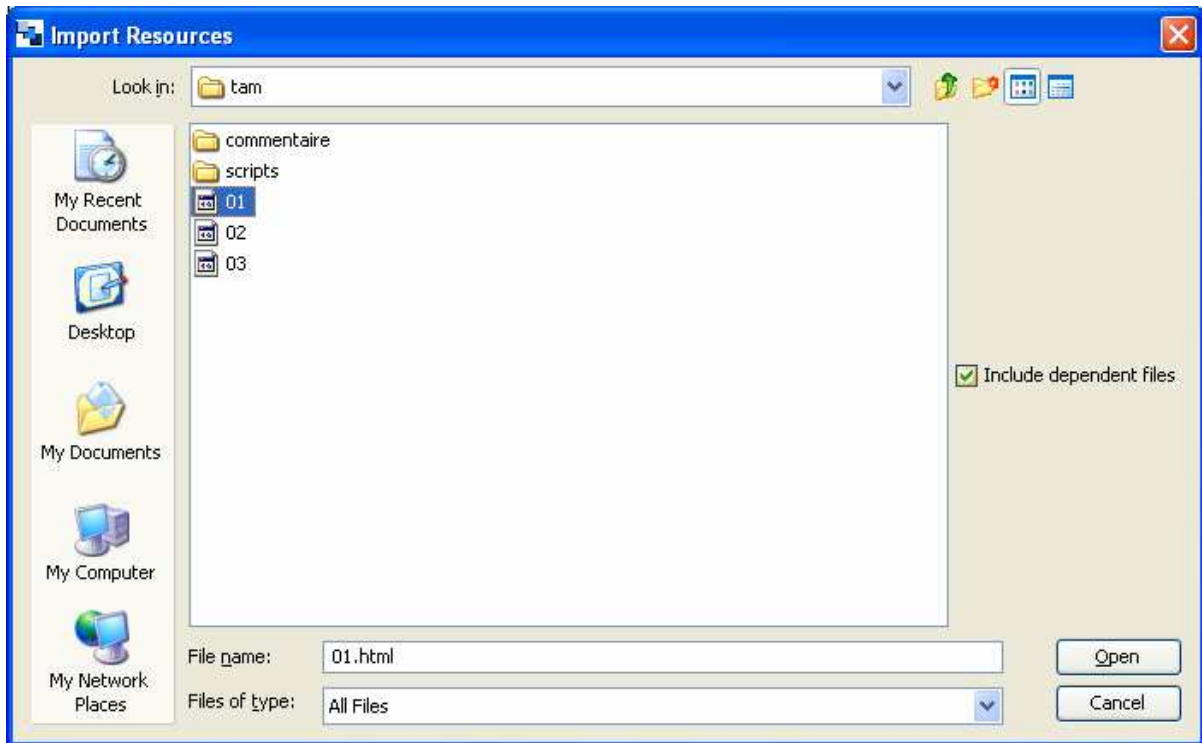 Import Resources
Look in:
tam
My Recent
Documents
Desktop
My Documents
My Computer
My Network
Places
commentaire
scripts
01
02
03
Include dependent files
File name:
01.html
Open
Files of type:
All Files
Cancel